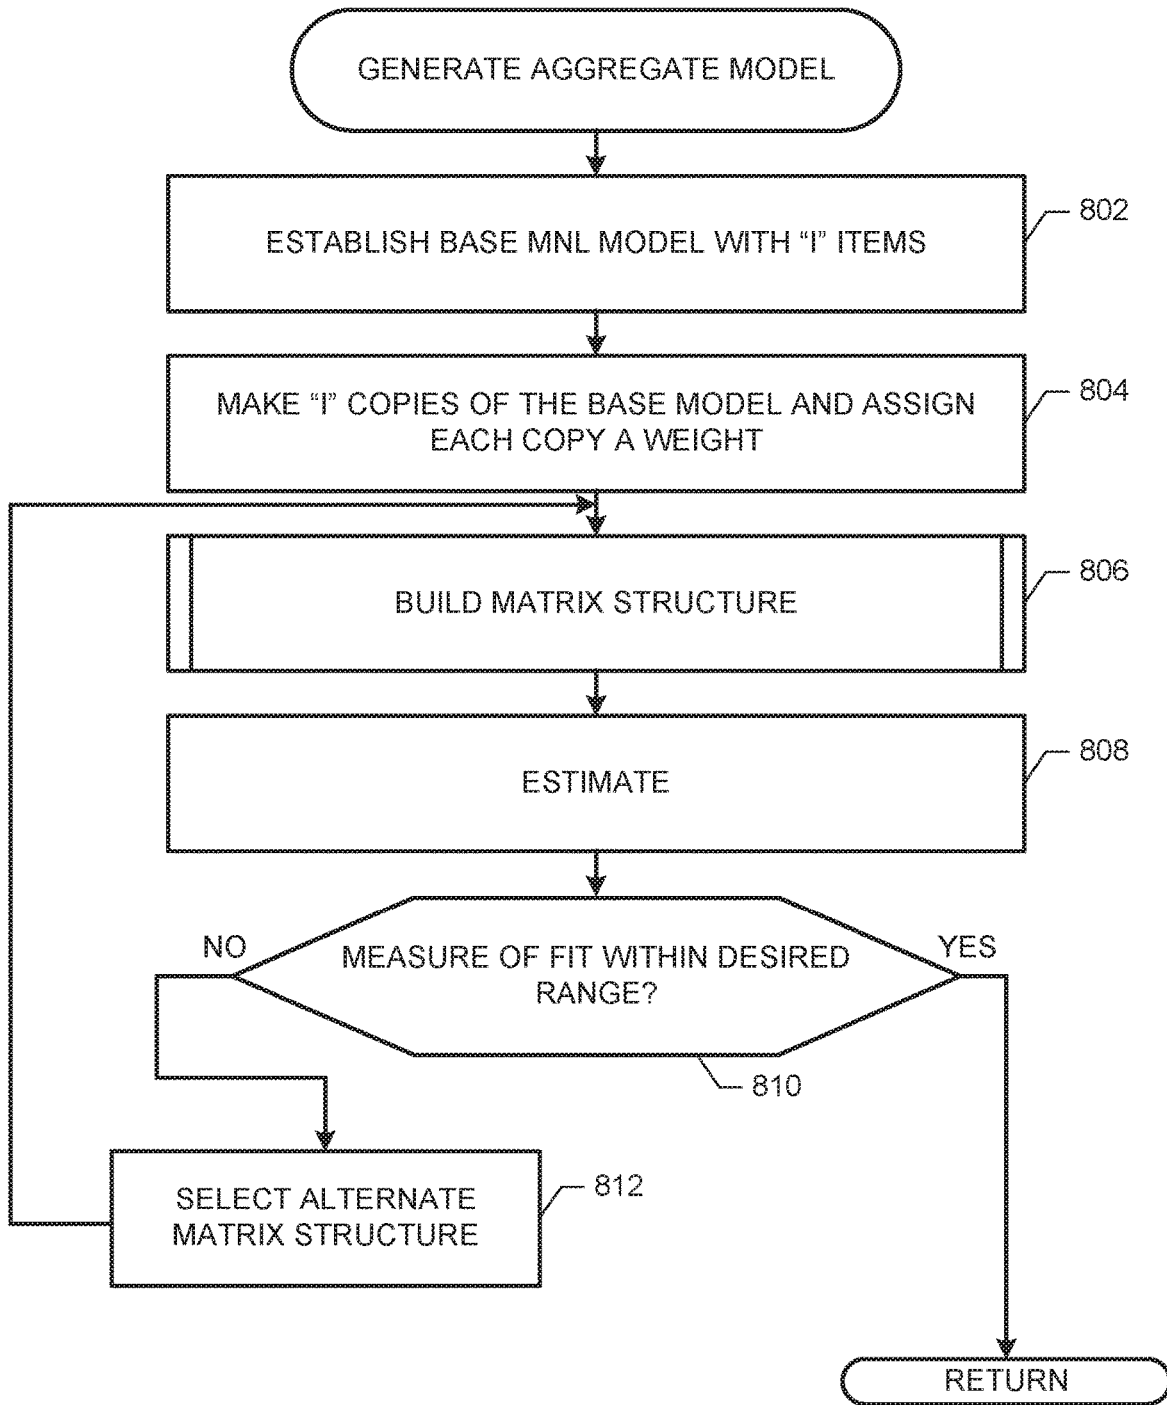 GENERATE AGGREGATE MODEL
802
ESTABLISH BASE MNL MODEL WITH “I” ITEMS
804
MAKE “I” COPIES OF THE BASE MODEL AND ASSIGN
EACH COPY A WEIGHT
806
BUILD MATRIX STRUCTURE
808
ESTIMATE
NO
YES
MEASURE OF FIT WITHIN DESIRED
RANGE?
810
812
SELECT ALTERNATE
MATRIX STRUCTURE
RETURN